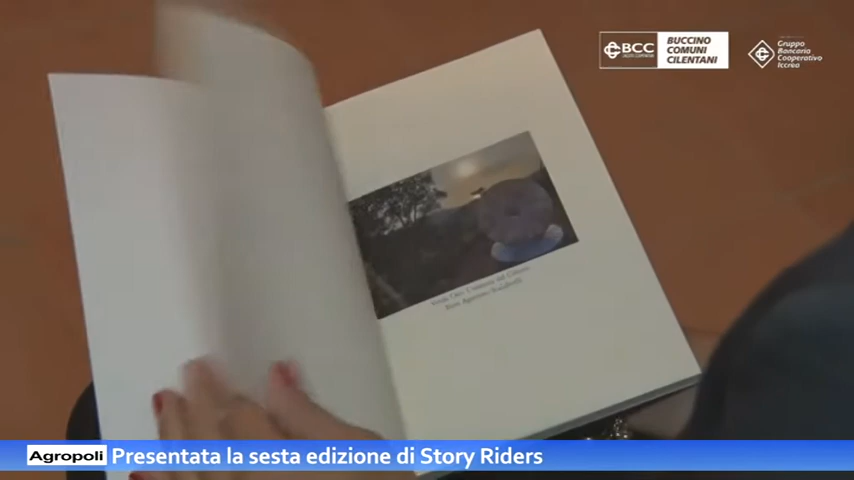 BCC
BUCCINO
COMUNI
CILENTANI
Gruppo
Bancario
Cooperativo
Iccrea
Agropoli
Presentata la sesta edizione di Story Riders